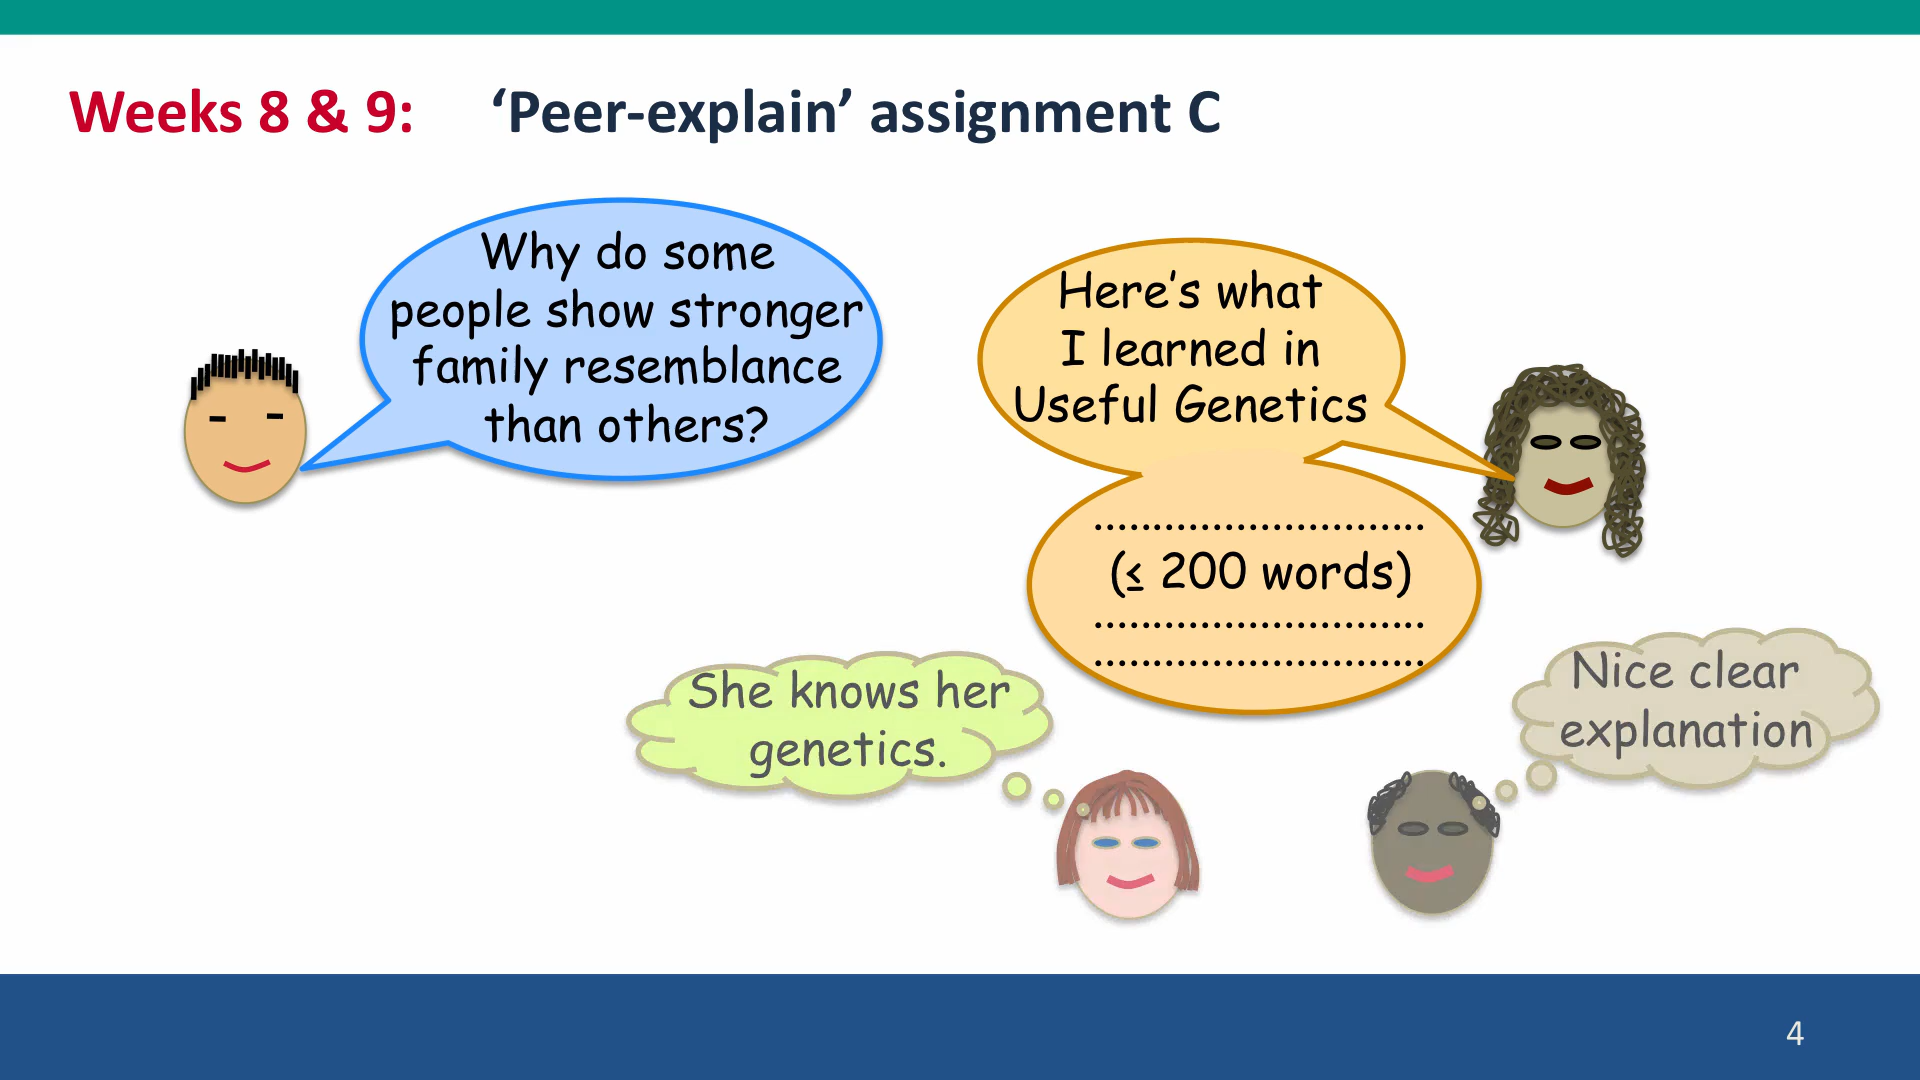 Weeks 8 & 9: ‘Peer-explain’ assignment C
Why do some
people show stronger
family resemblance
than others?
Here’s what
I learned in
Useful Genetics
............................
(≤ 200 words)
............................
............................
She knows her
genetics.
Nice clear
explanation
4